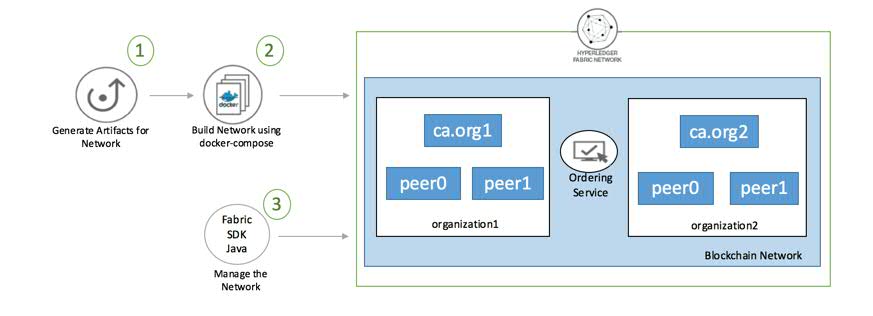 1
2
HYPERLEDGER
FABRIC NETWORK
docker
Generate Artifacts for
Network
Build Network using
docker-compose
ca.org1
peer0
peer1
organization1
Ordering
Service
ca.org2
peer0
peer1
organization2
Blockchain Network
3
Fabric
SDK
Java
Manage the
Network